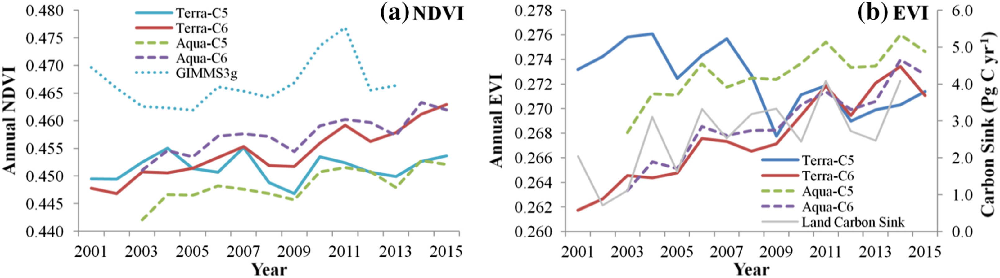 (a) NDVI
Annual NDVI
0.480
0.475
0.470
0.465
0.460
0.455
0.450
0.445
0.440
Terra-C5
Terra-C6
Aqua-C5
Aqua-C6
GIMMS3g
2001 2003 2005 2007 2009 2011 2013 2015
Year
(b) EVI
Annual EVI
0.278
0.276
0.274
0.272
0.270
0.268
0.266
0.264
0.262
0.260
Terra-C5
Terra-C6
Aqua-C5
Aqua-C6
Land Carbon Sink
6.0
5.0
4.0
3.0
2.0
1.0
0.0
Carbon Sink (Pg C yr⁻¹)
2001 2003 2005 2007 2009 2011 2013 2015
Year